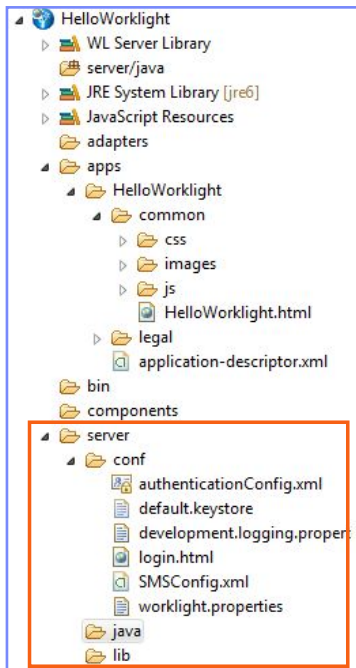 HelloWorklight
WL Server Library
server/java
JRE System Library [jre6]
JavaScript Resources
adapters
apps
HelloWorklight
common
css
images
js
HelloWorklight.html
legal
application-descriptor.xml
bin
components
server
conf
authenticationConfig.xml
default.keystore
development.logging.propert
login.html
SMSConfig.xml
worklight.properties
java
lib